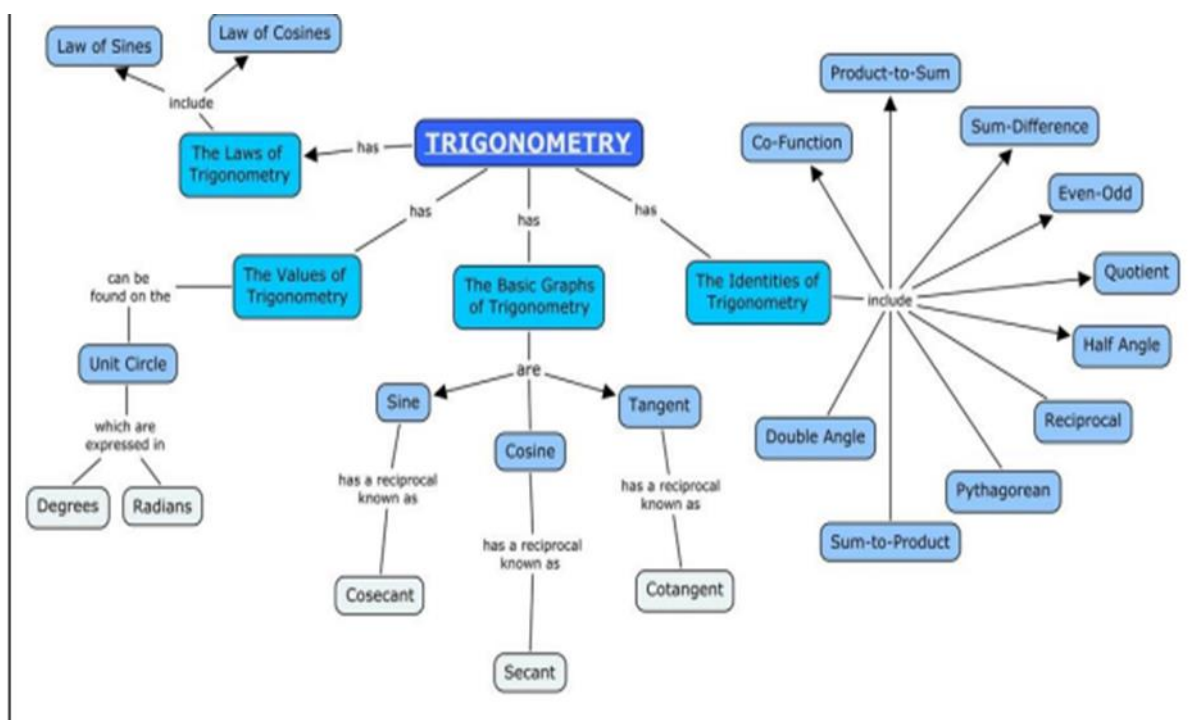 Law of Sines
Law of Cosines
include
The Laws of
Trigonometry
has
TRIGONOMETRY
has
has
has
The Values of
Trigonometry
can be
found on the
Unit Circle
which are
expressed in
Degrees
Radians
The Basic Graphs
of Trigonometry
are
Sine
Cosine
Tangent
has a reciprocal
known as
has a reciprocal
known as
has a reciprocal
known as
Cosecant
Secant
Cotangent
The Identities of
Trigonometry
include
Product-to-Sum
Co-Function
Sum-Difference
Even-Odd
Quotient
Half Angle
Reciprocal
Pythagorean
Sum-to-Product
Double Angle